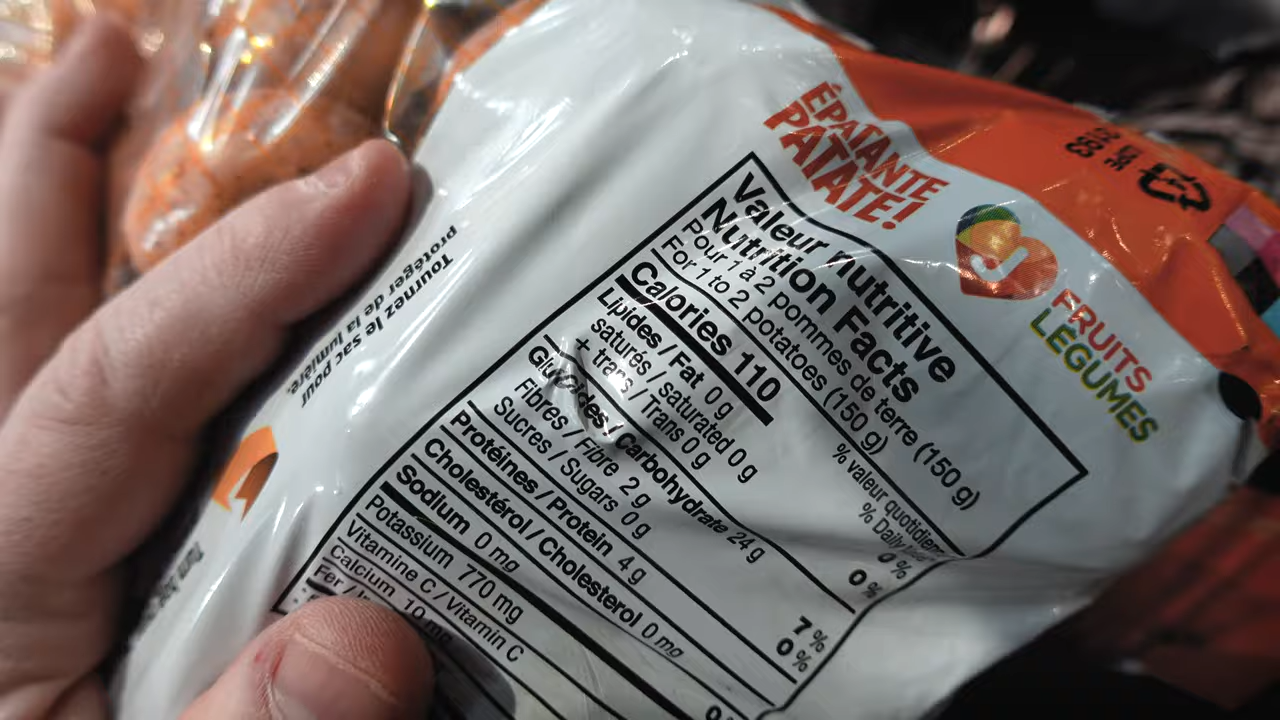 ÉPATANTE
PATATE!
FRUITS
LÉGUMES
Tournez le sac pour
protéger de la lumière.
Valeur nutritive
Nutrition Facts
Pour 1 à 2 pommes de terre (150 g)
For 1 to 2 potatoes (150 g)
Calories 110
% valeur quotidienne
% Daily
Lipides / Fat 0 g 0 %
saturés / saturated 0 g
+ trans / Trans 0 g 0 %
Glucides / Carbohydrate 24 g
Fibres / Fibre 2 g 7 %
Sucres / Sugars 0 g 0 %
Protéines / Protein 4 g
Cholestérol / Cholesterol 0 mg
Sodium 0 mg
Potassium 770 mg
Vitamine C / Vitamin C
Calcium 10 mg
Fer /